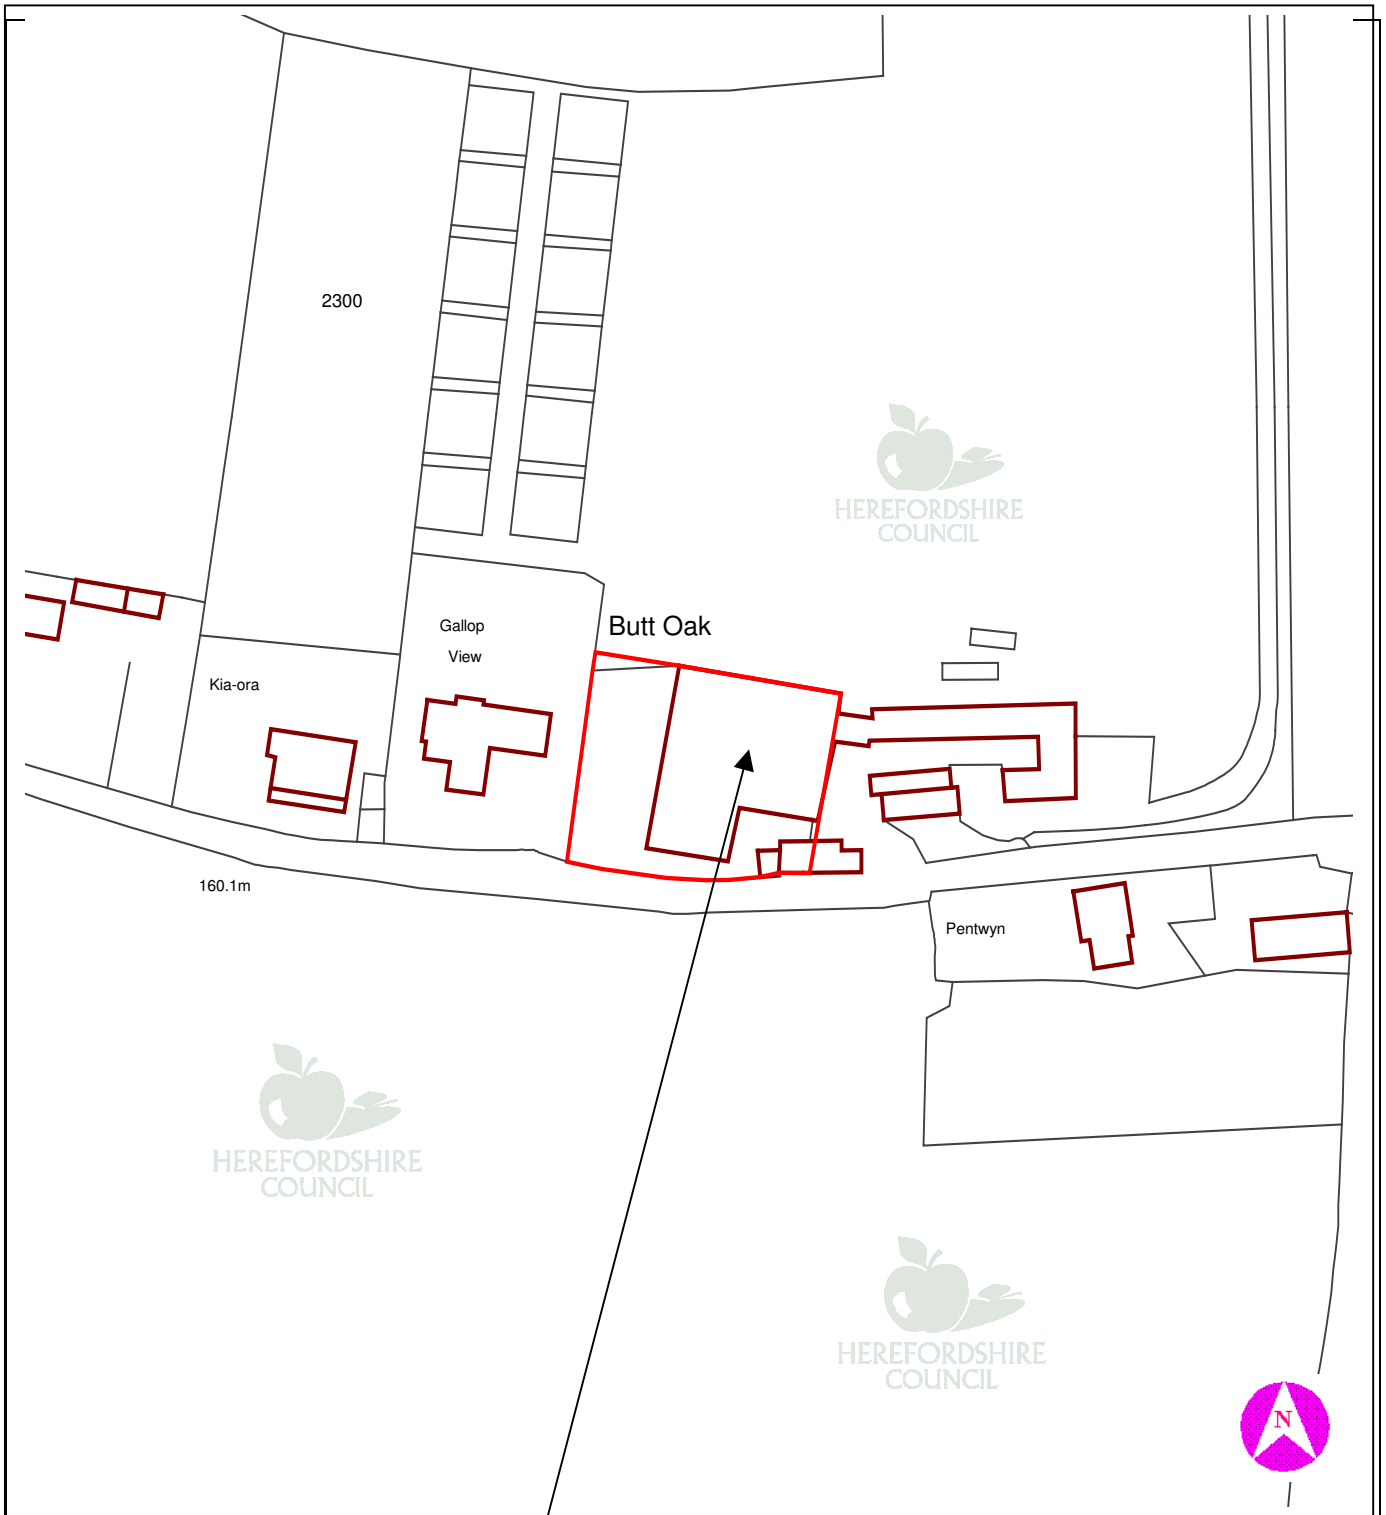 2300
HEREFORDSHIRE
COUNCIL
Gallop
View
Butt Oak
Kia-ora
160.1m
Pentwyn
HEREFORDSHIRE
COUNCIL
HEREFORDSHIRE
COUNCIL
N